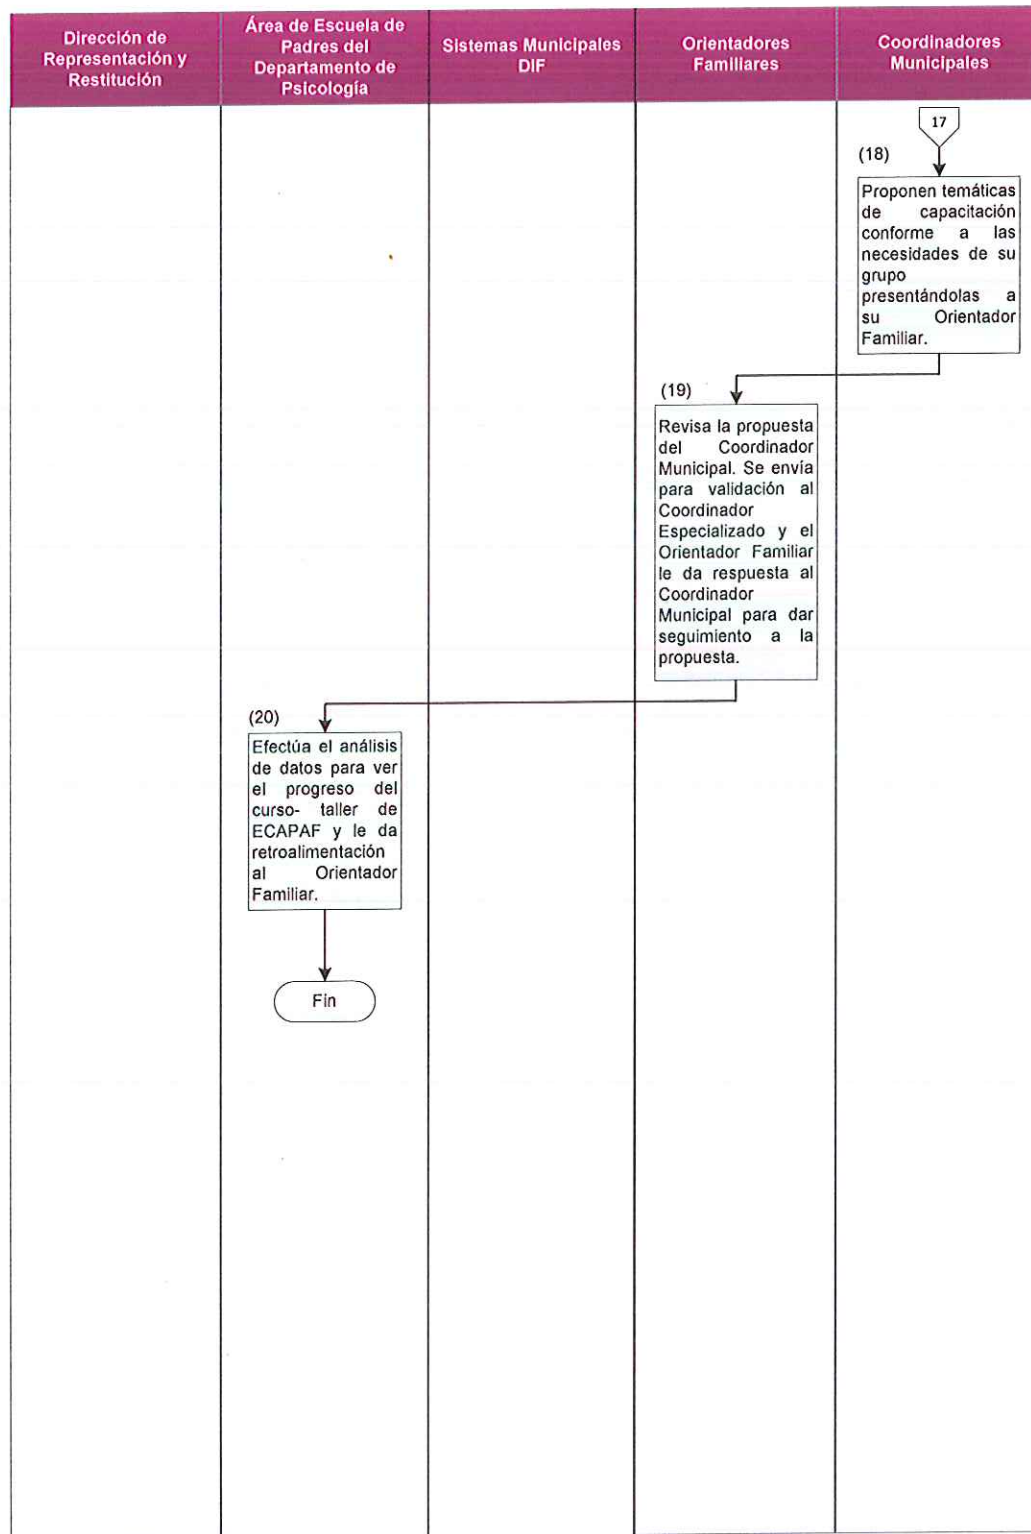 Dirección de
Representación y
Restitución
Área de Escuela de
Padres del
Departamento de
Psicología
Sistemas Municipales
DIF
Orientadores
Familiares
Coordinadores
Municipales
17
(18)
Proponen temáticas
de capacitación
conforme a las
necesidades de su
grupo
presentándolas a
su Orientador
Familiar.
(19)
Revisa la propuesta
del Coordinador
Municipal. Se envía
para validación al
Coordinador
Especializado y el
Orientador Familiar
le da respuesta al
Coordinador
Municipal para dar
seguimiento a la
propuesta.
(20)
Efectúa el análisis
de datos para ver
el progreso del
curso- taller de
ECAPAF y le da
retroalimentación
al Orientador
Familiar.
Fin